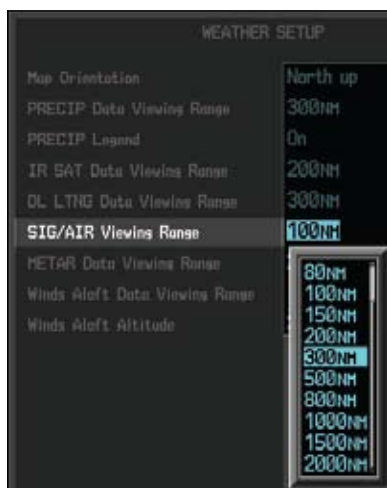 WEATHER SETUP
Map Orientation North up
PRECIP Data Viewing Range 300NM
PRECIP Legend On
IR SAT Data Viewing Range 200NM
DL LTNG Data Viewing Range 300NM
SIG/AIR Viewing Range 100NM
METAR Data Viewing Range
Winds Aloft Data Viewing Range
Winds Aloft Altitude
80NM
100NM
150NM
200NM
300NM
500NM
800NM
1000NM
1500NM
2000NM